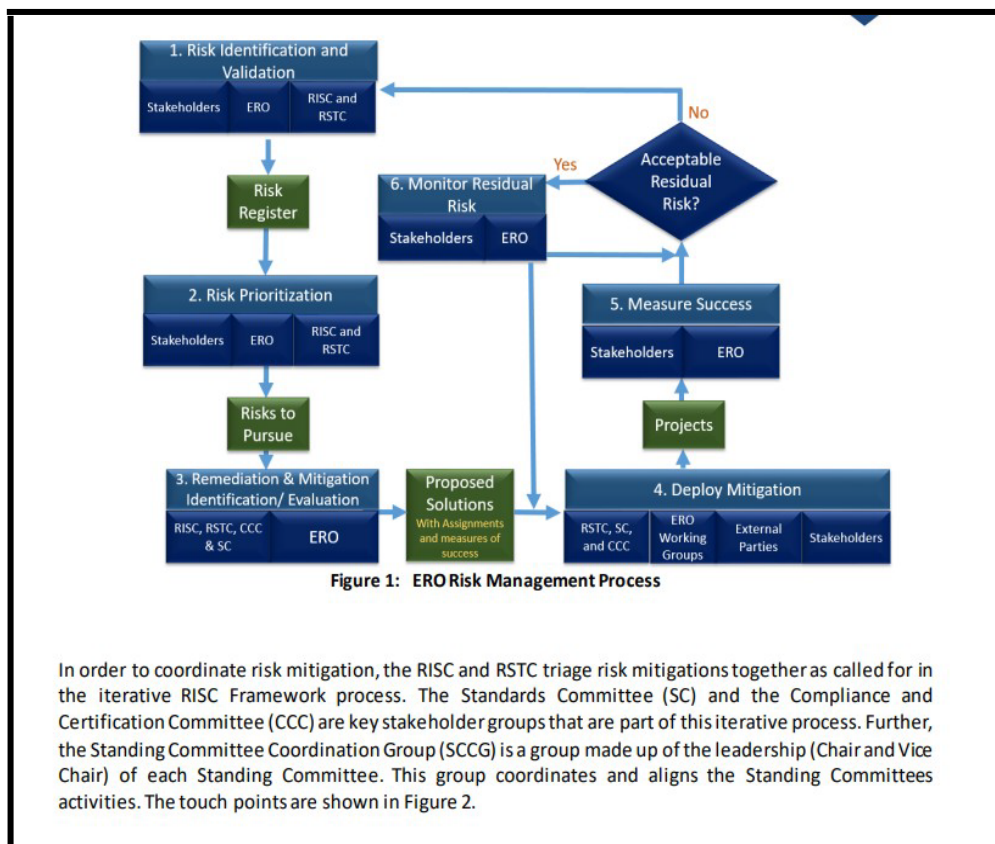 1. Risk Identification and
Validation
Stakeholders
ERO
RISC and
RSTC
Risk
Register
2. Risk Prioritization
Stakeholders
ERO
RISC and
RSTC
Risks to
Pursue
3. Remediation & Mitigation
Identification/ Evaluation
RISC, RSTC, CCC
& SC
ERO
Proposed
Solutions
With Assignments
and measures of
success
4. Deploy Mitigation
RSTC, SC,
and CCC
ERO
Working
Groups
External
Parties
Stakeholders
Projects
5. Measure Success
Stakeholders
ERO
Acceptable
Residual
Risk?
No
Yes
6. Monitor Residual
Risk
Stakeholders
ERO
Figure 1: ERO Risk Management Process
In order to coordinate risk mitigation, the RISC and RSTC triage risk mitigations together as called for in
the iterative RISC Framework process. The Standards Committee (SC) and the Compliance and
Certification Committee (CCC) are key stakeholder groups that are part of this iterative process. Further,
the Standing Committee Coordination Group (SCCG) is a group made up of the leadership (Chair and Vice
Chair) of each Standing Committee. This group coordinates and aligns the Standing Committees
activities. The touch points are shown in Figure 2.